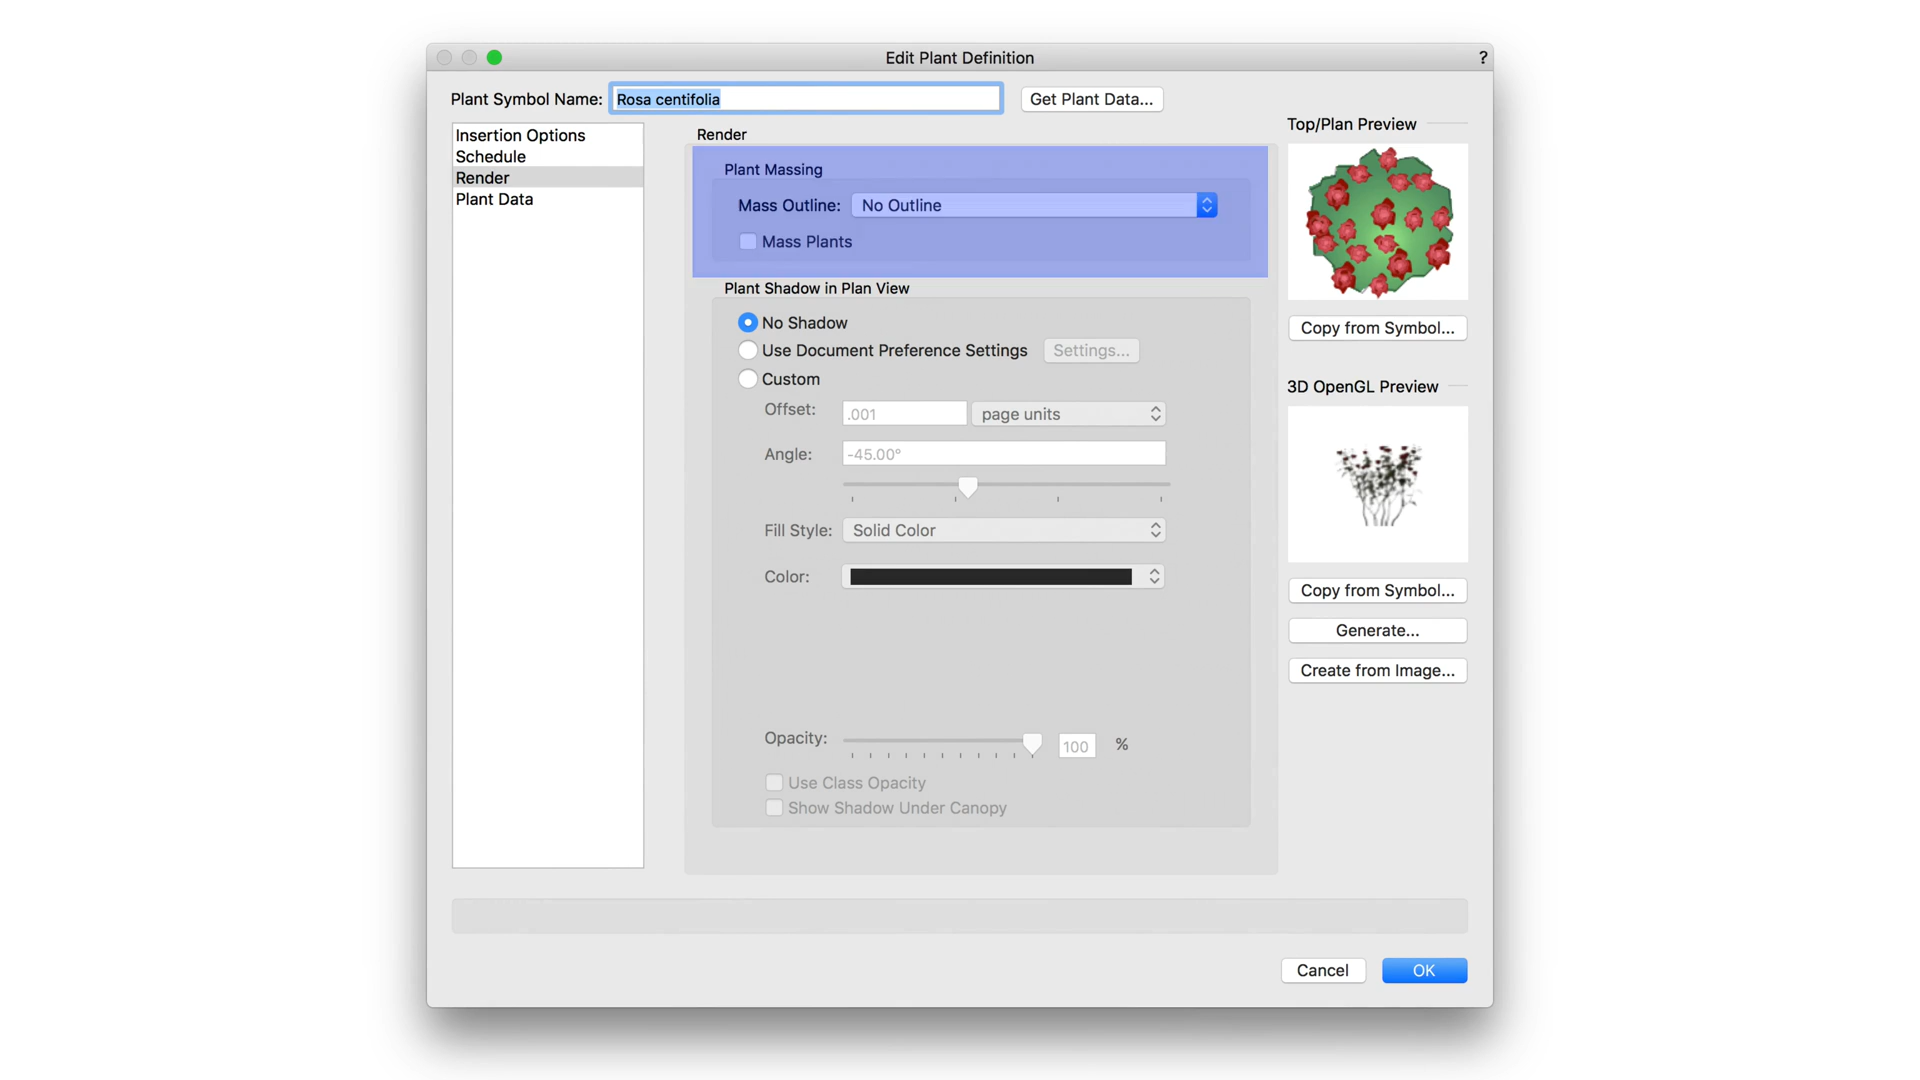 Edit Plant Definition
?
Plant Symbol Name: Rosa centifolia Get Plant Data...
Insertion Options
Schedule
Render
Plant Data
Render
Plant Massing
Mass Outline: No Outline
Mass Plants
Plant Shadow in Plan View
No Shadow
Use Document Preference Settings Settings...
Custom
Offset: .001 page units
Angle: -45.00°
Fill Style: Solid Color
Color:
Opacity: 100 %
Use Class Opacity
Show Shadow Under Canopy
Top/Plan Preview
Copy from Symbol...
3D OpenGL Preview
Copy from Symbol...
Generate...
Create from Image...
Cancel OK